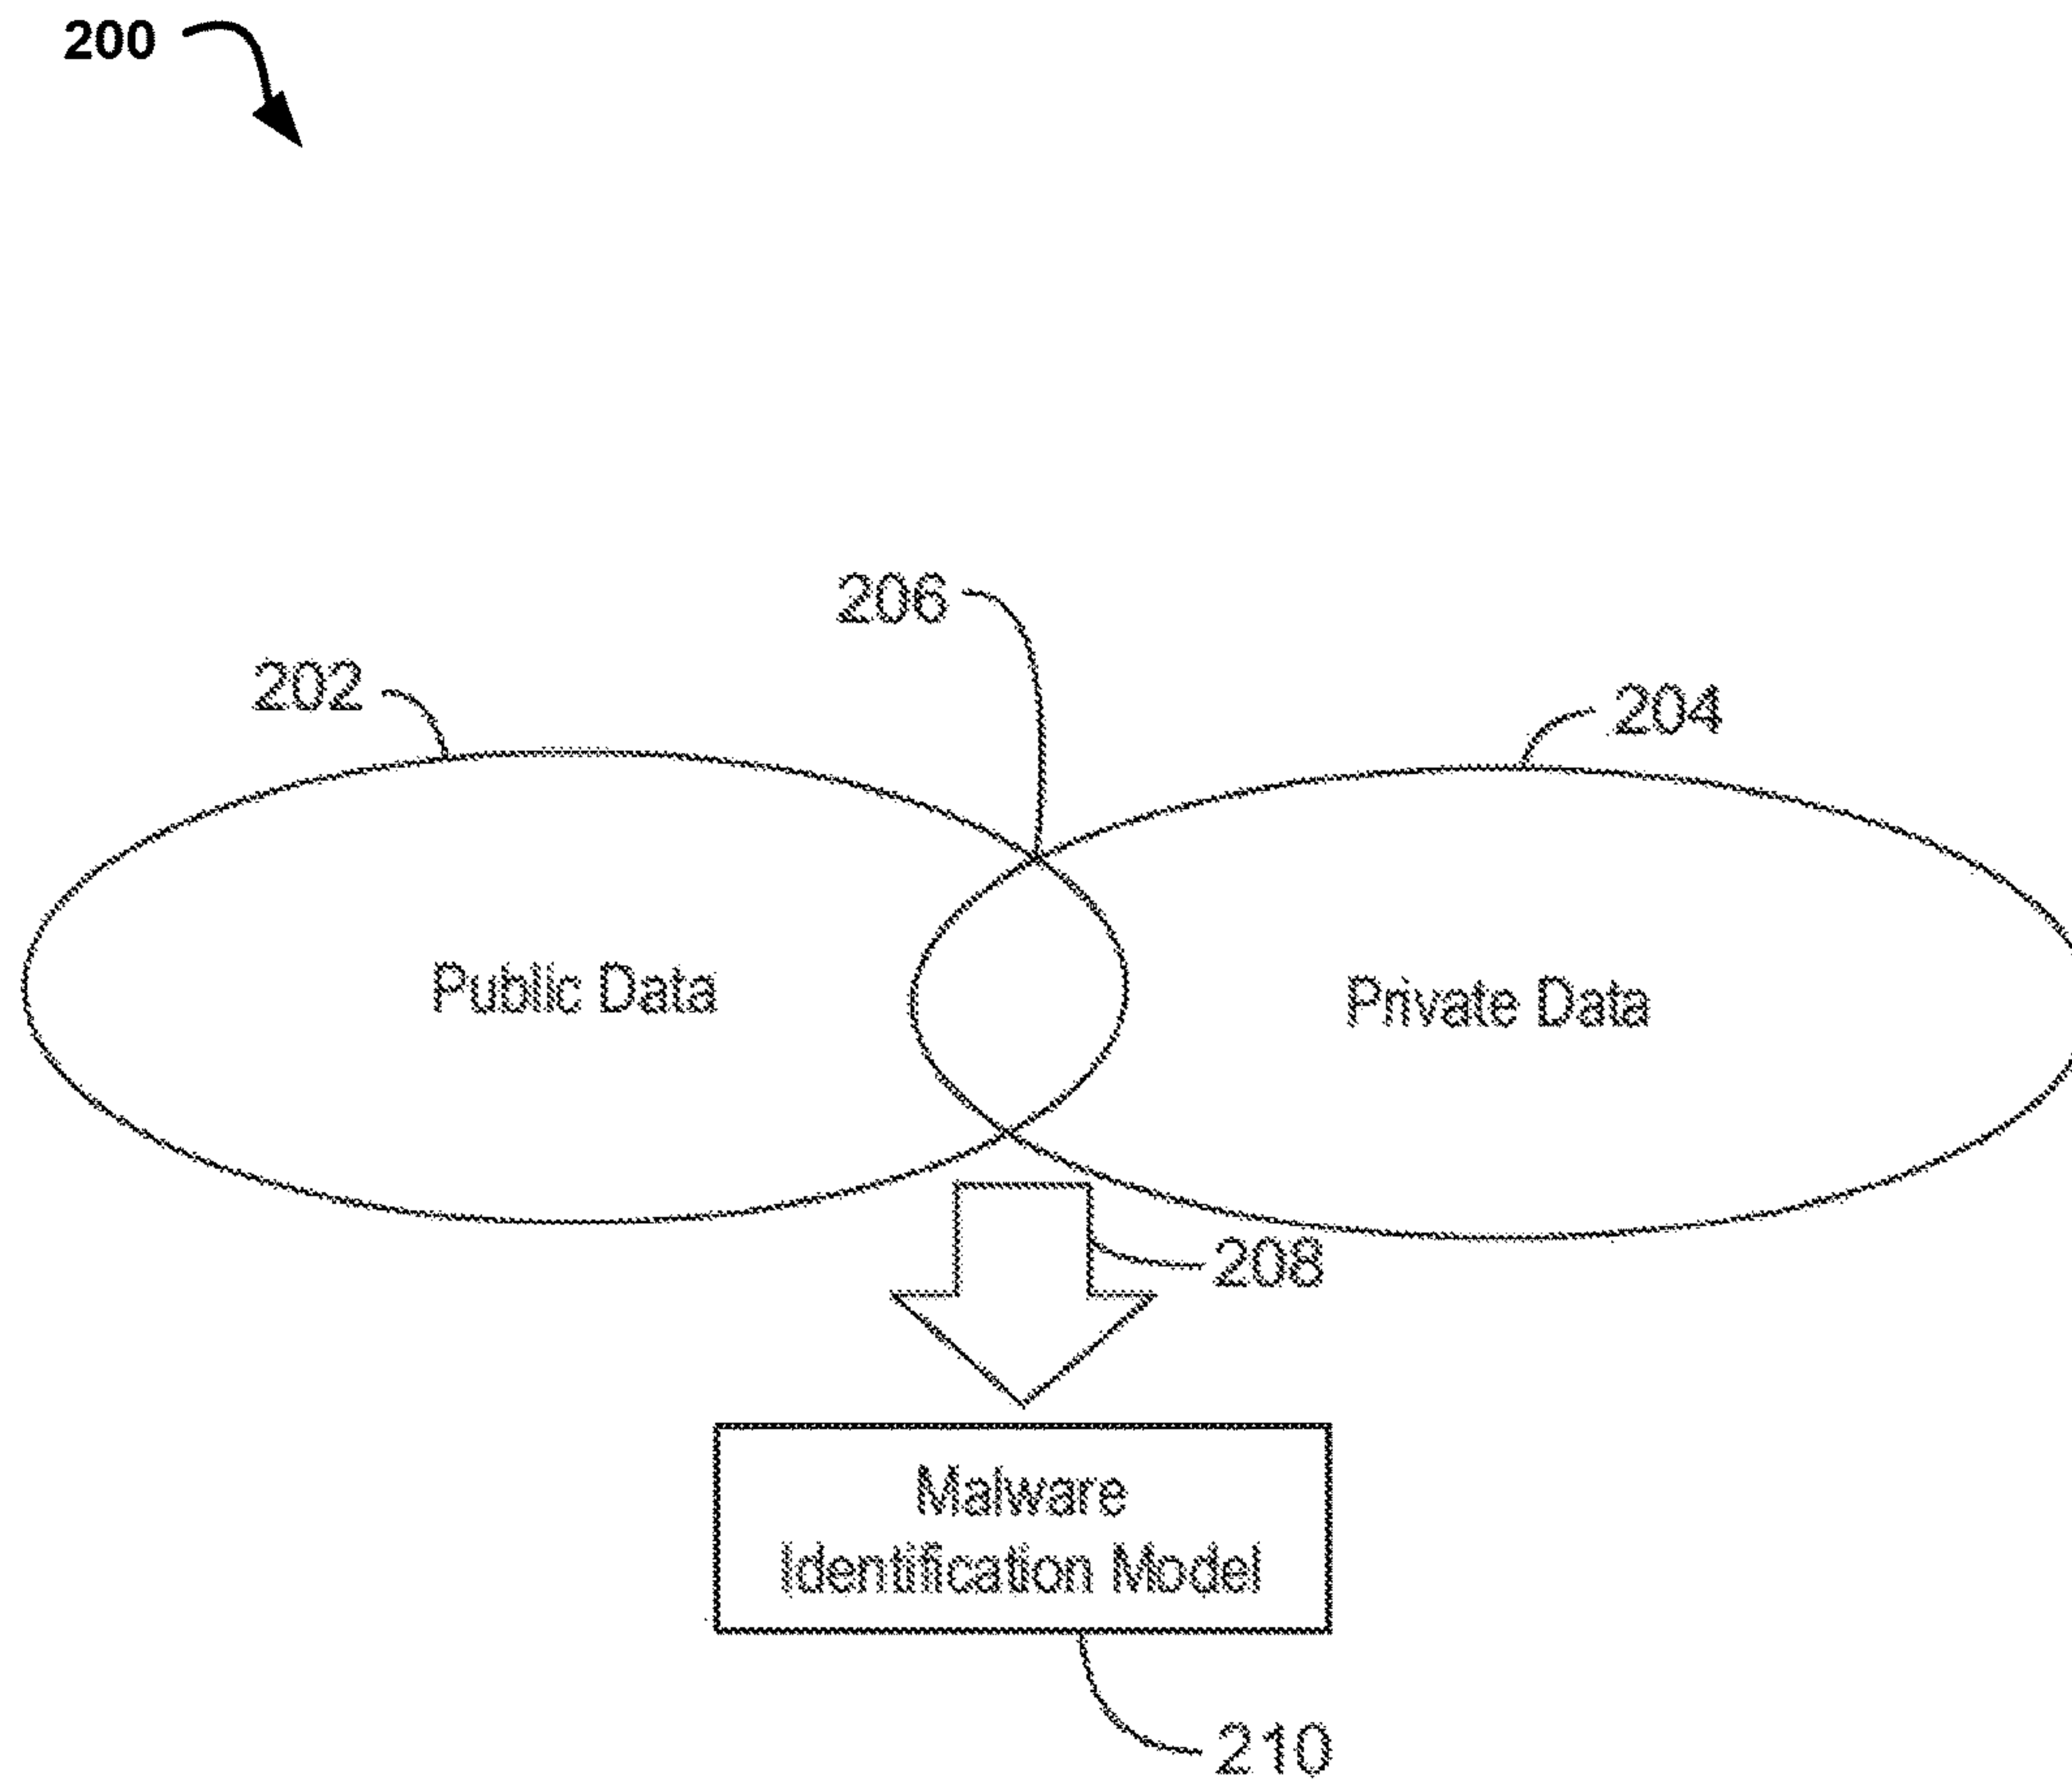 200
206
202
204
Public Data
Private Data
208
Malware
Identification Model
210